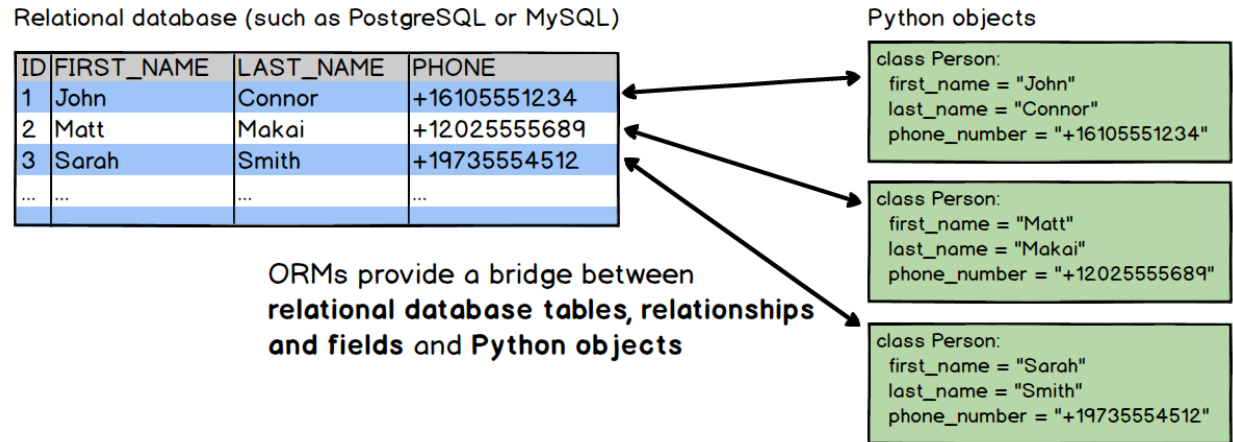 Relational database (such as PostgreSQL or MySQL)
ID FIRST_NAME LAST_NAME PHONE
1 John Connor +16105551234
2 Matt Makai +12025555689
3 Sarah Smith +19735554512
... ... ... ...
ORMs provide a bridge between
relational database tables, relationships
and fields and Python objects
Python objects
class Person:
first_name = "John"
last_name = "Connor"
phone_number = "+16105551234"
class Person:
first_name = "Matt"
last_name = "Makai"
phone_number = "+12025555689"
class Person:
first_name = "Sarah"
last_name = "Smith"
phone_number = "+19735554512"